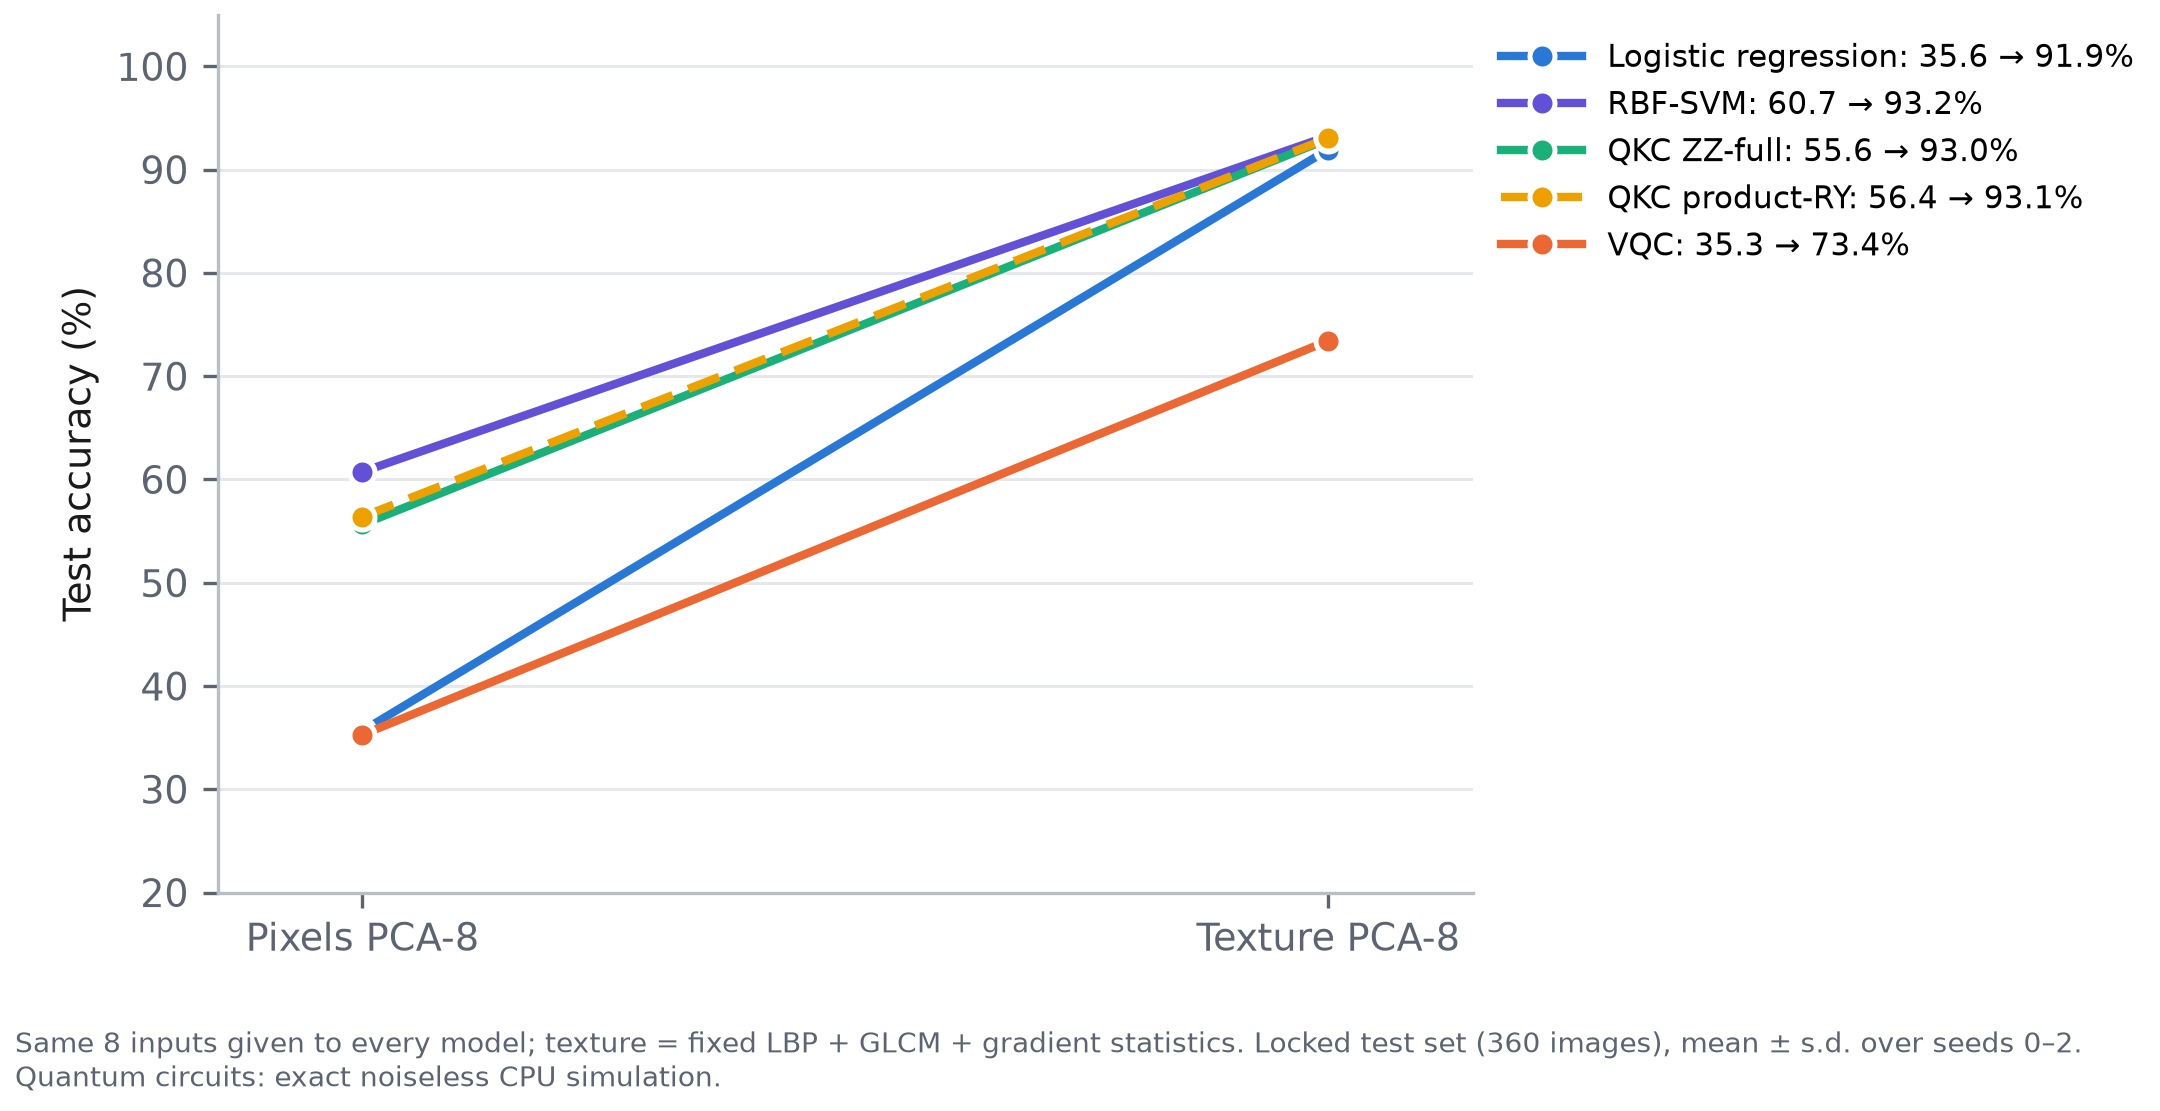 100
90
80
70
60
50
40
30
20
Test accuracy (%)
Pixels PCA-8
Texture PCA-8
Logistic regression: 35.6 → 91.9%
RBF-SVM: 60.7 → 93.2%
QKC ZZ-full: 55.6 → 93.0%
QKC product-RY: 56.4 → 93.1%
VQC: 35.3 → 73.4%
Same 8 inputs given to every model; texture = fixed LBP + GLCM + gradient statistics. Locked test set (360 images), mean ± s.d. over seeds 0–2.
Quantum circuits: exact noiseless CPU simulation.